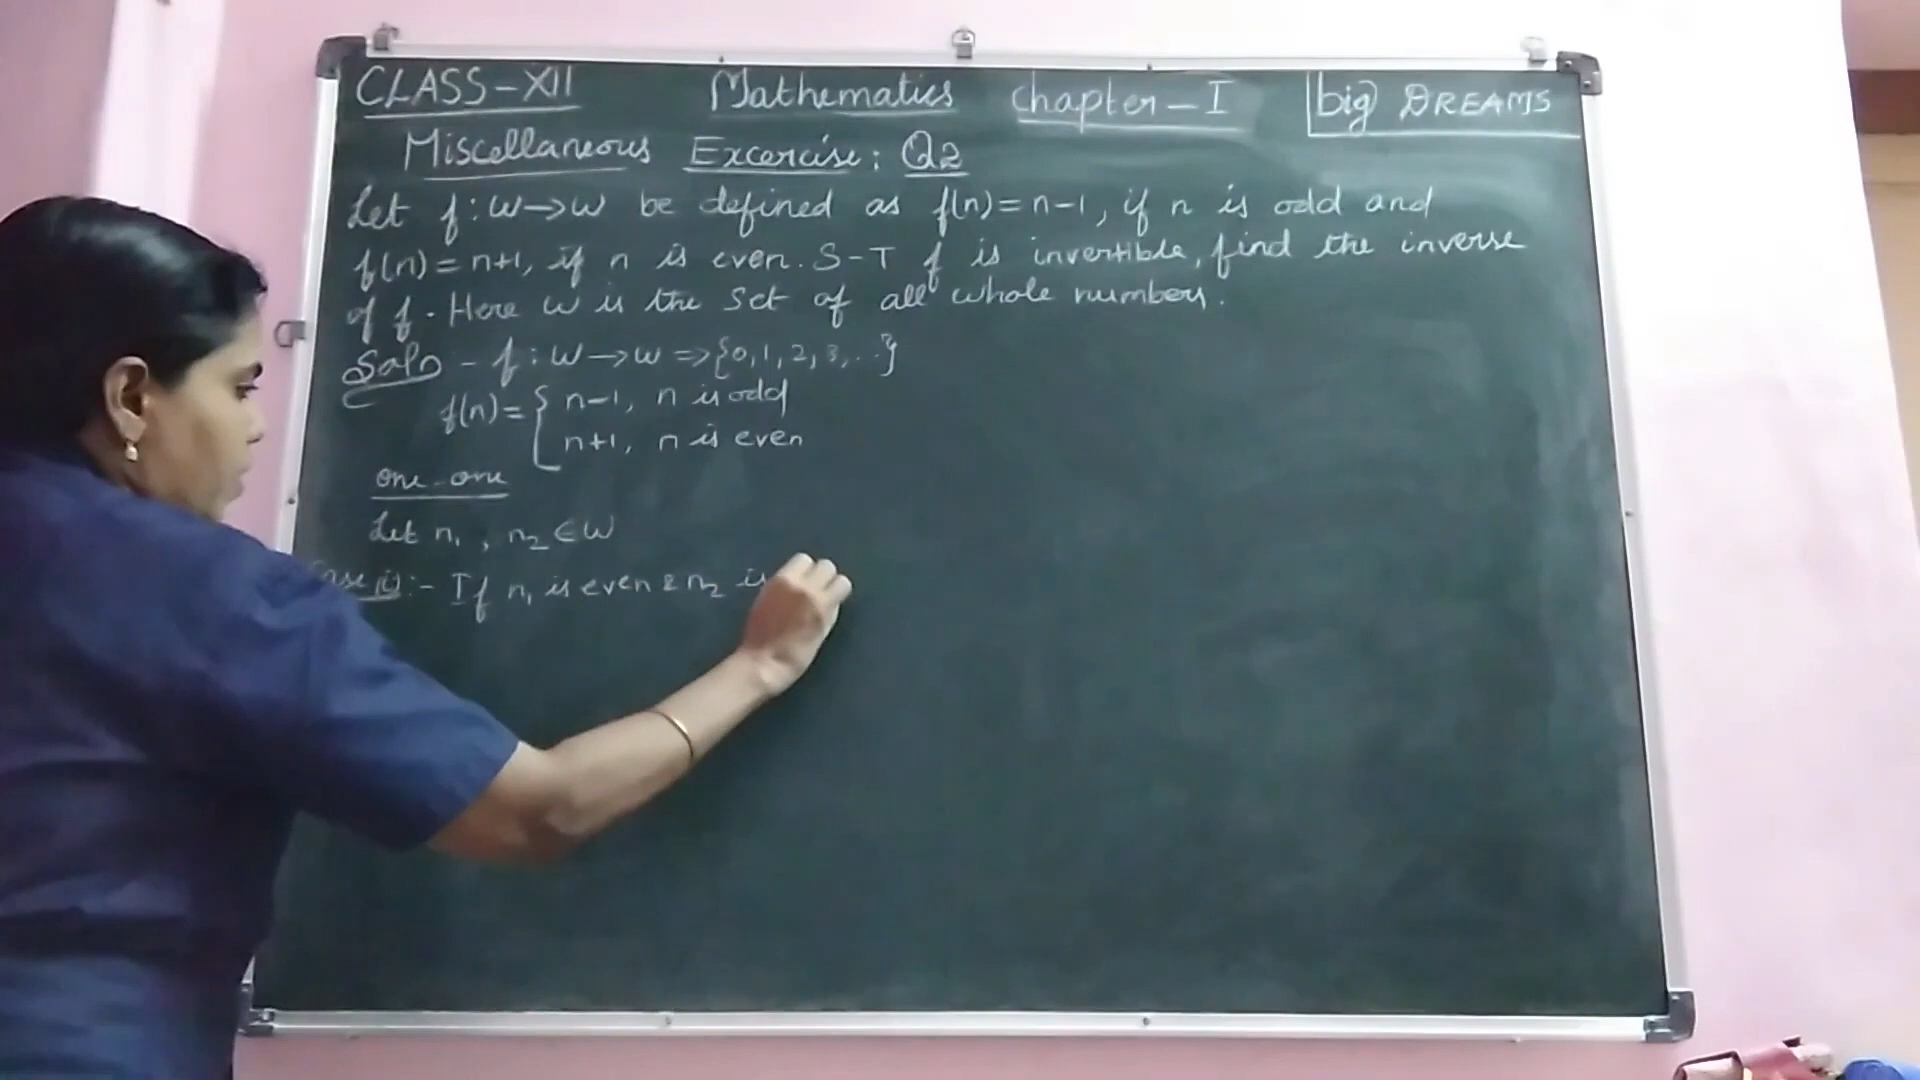 CLASS-XII Mathematics Chapter-I big DREAMS
Miscellaneous Excercise: Q2
Let f: W→W be defined as f(n)=n-1, if n is odd and
f(n)=n+1, if n is even. S-T f is invertible, find the inverse
of f. Here W is the set of all whole numbers.
Soln - f: W→W ⇒{0,1,2,3,..}
f(n)={ n-1, n is odd
n+1, n is even
one-one
Let n₁, n₂ ∈ W
Case (i):- If n₁ is even & n₂ is